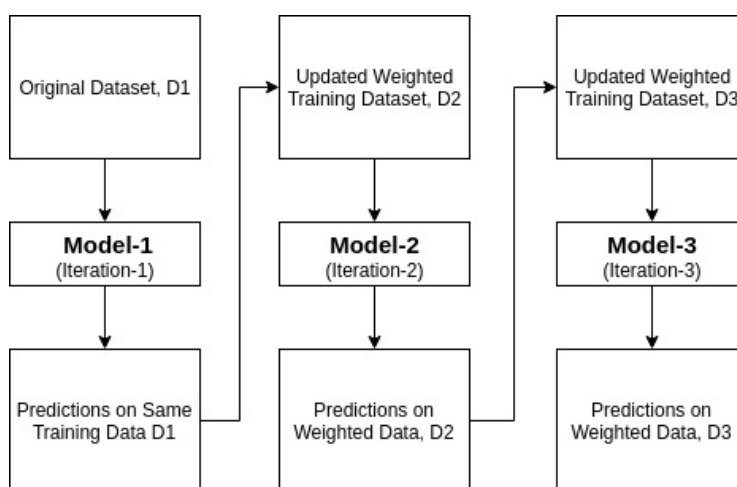 Original Dataset, D1
Model-1
(Iteration-1)
Predictions on Same
Training Data D1
Updated Weighted
Training Dataset, D2
Model-2
(Iteration-2)
Predictions on
Weighted Data, D2
Updated Weighted
Training Dataset, D3
Model-3
(Iteration-3)
Predictions on
Weighted Data, D3